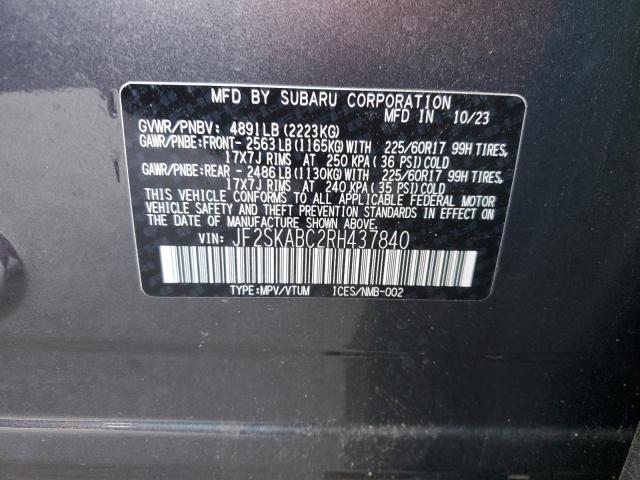 MFD BY SUBARU CORPORATION
MFD IN 10/23
GVWR/PNBV: 4891LB(2223KG)
GAWR/PNBE:FRONT- 2563LB(1165KG)WITH 225/60R17 99H TIRES,
17X7J RIMS AT 250 KPA(36 PSI)COLD
GAWR/PNBE:REAR - 2486LB(1130KG)WITH 225/60R17 99H TIRES,
17X7J RIMS AT 240 KPA(35 PSI)COLD
THIS VEHICLE CONFORMS TO ALL APPLICABLE FEDERAL MOTOR
VEHICLE SAFETY AND THEFT PREVENTION STANDARDS IN EFFECT ON
THE DATE OF MANUFACTURE SHOWN ABOVE.
VIN: JF2SKABC2RH437840
TYPE:MPV/VTUM ICES/NMB-002